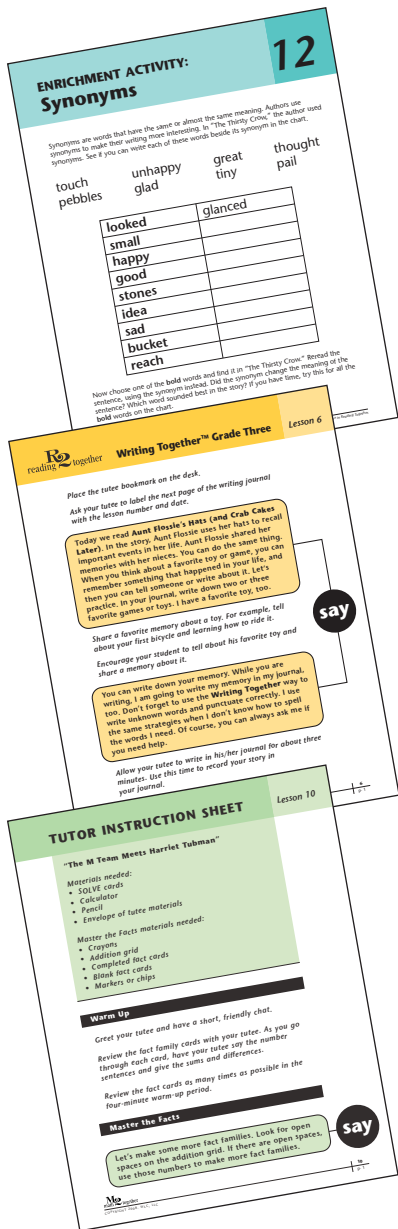 ENRICHMENT ACTIVITY:
Synonyms
12
Synonyms are words that have the same or almost the same meaning. Authors use
synonyms to make their writing more interesting. In "The Thirsty Crow," the author used
synonyms. See if you can write each of these words beside its synonym in the chart.
touch unhappy great thought
pebbles glad tiny pail
looked glanced
small
happy
good
stones
idea
sad
bucket
reach
Now choose one of the bold words and find it in "The Thirsty Crow." Reread the
sentence, using the synonym instead. Did the synonym change the meaning of the
sentence? Which word sounded best in the story? If you have time, try this for all the
bold words on the chart.
reading together
Writing Together™ Grade Three
Lesson 6
Place the tutee bookmark on the desk.
Ask your tutee to label the next page of the writing journal
with the lesson number and date.
Today we read Aunt Flossie's Hats (and Crab Cakes
Later). In the story, Aunt Flossie uses her hats to recall
important events in her life. Aunt Flossie shared her
memories with her nieces. You can do the same thing.
When you think about a favorite toy or game, you can
remember something that happened in your life, and
then you can tell someone or write about it. Let's
practice. In your journal, write down two or three
favorite games or toys. I have a favorite toy, too.
say
Share a favorite memory about a toy. For example, tell
about your first bicycle and learning how to ride it.
Encourage your student to tell about his favorite toy and
share a memory about it.
You can write down your memory. While you are
writing, I am going to write my memory in my journal,
too. Don't forget to use the Writing Together way to
write unknown words and punctuate correctly. I use
the same strategies when I don't know how to spell
the words I need. Of course, you can always ask me if
you need help.
Allow your tutee to write in his/her journal for about three
minutes. Use this time to record your story in
your journal.
6
p. 1
TUTOR INSTRUCTION SHEET
Lesson 10
"The M Team Meets Harriet Tubman"
Materials needed:
• SOLVE cards
• Calculator
• Pencil
• Envelope of tutee materials
Master the Facts materials needed:
• Crayons
• Addition grid
• Completed fact cards
• Blank fact cards
• Markers or chips
Warm Up
Greet your tutee and have a short, friendly chat.
Review the fact family cards with your tutee. As you go
through each card, have your tutee say the number
sentences and give the sums and differences.
Review the fact cards as many times as possible in the
four-minute warm-up period.
Master the Facts
Let's make some more fact families. Look for open
spaces on the addition grid. If there are open spaces,
use those numbers to make more fact families.
say
math together
10
p. 1